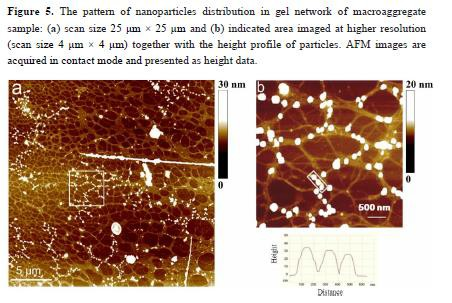 Figure 5. The pattern of nanoparticles distribution in gel network of macroaggregate
sample: (a) scan size 25 μm × 25 μm and (b) indicated area imaged at higher resolution
(scan size 4 μm × 4 μm) together with the height profile of particles. AFM images are
acquired in contact mode and presented as height data.
a
30 nm
0
5 μm
b
20 nm
0
500 nm
Height
Distance